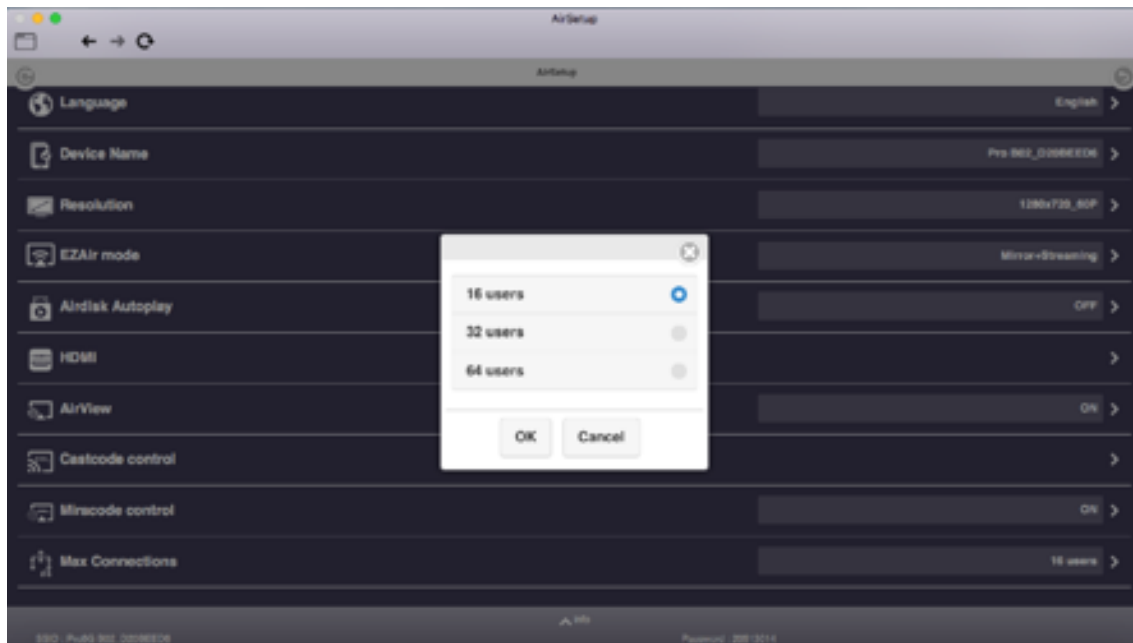 AirSetup
AirSetup
Language English
Device Name
Resolution 1280x720_60P
EZAir mode Mirror+Streaming
16 users
Airdisk Autoplay OFF
32 users
HDMI
64 users
AirView ON
OK Cancel
Castcode control
Miracode control ON
Max Connections 16 users
info